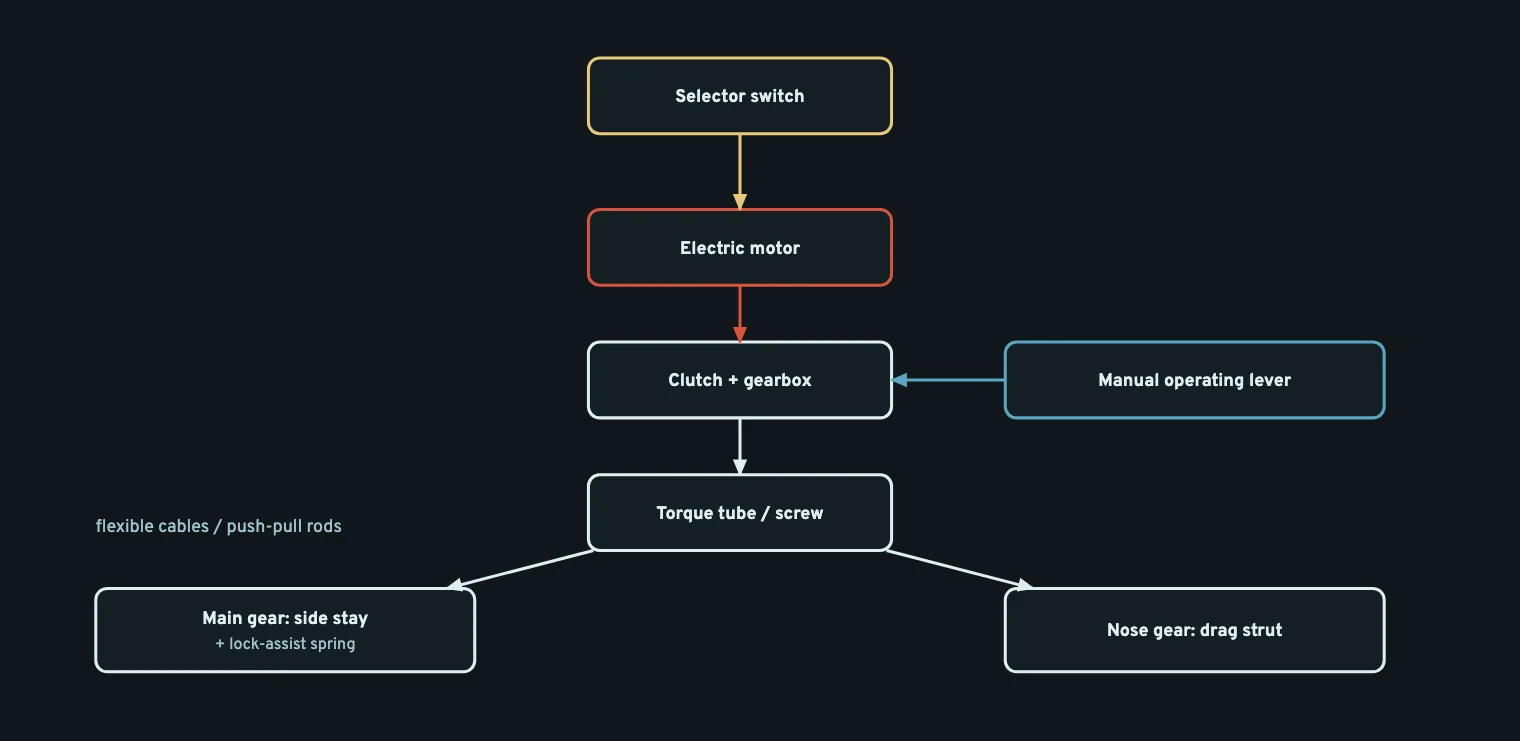 Selector switch
Electric motor
Clutch + gearbox
Manual operating lever
Torque tube / screw
flexible cables / push-pull rods
Main gear: side stay
+ lock-assist spring
Nose gear: drag strut